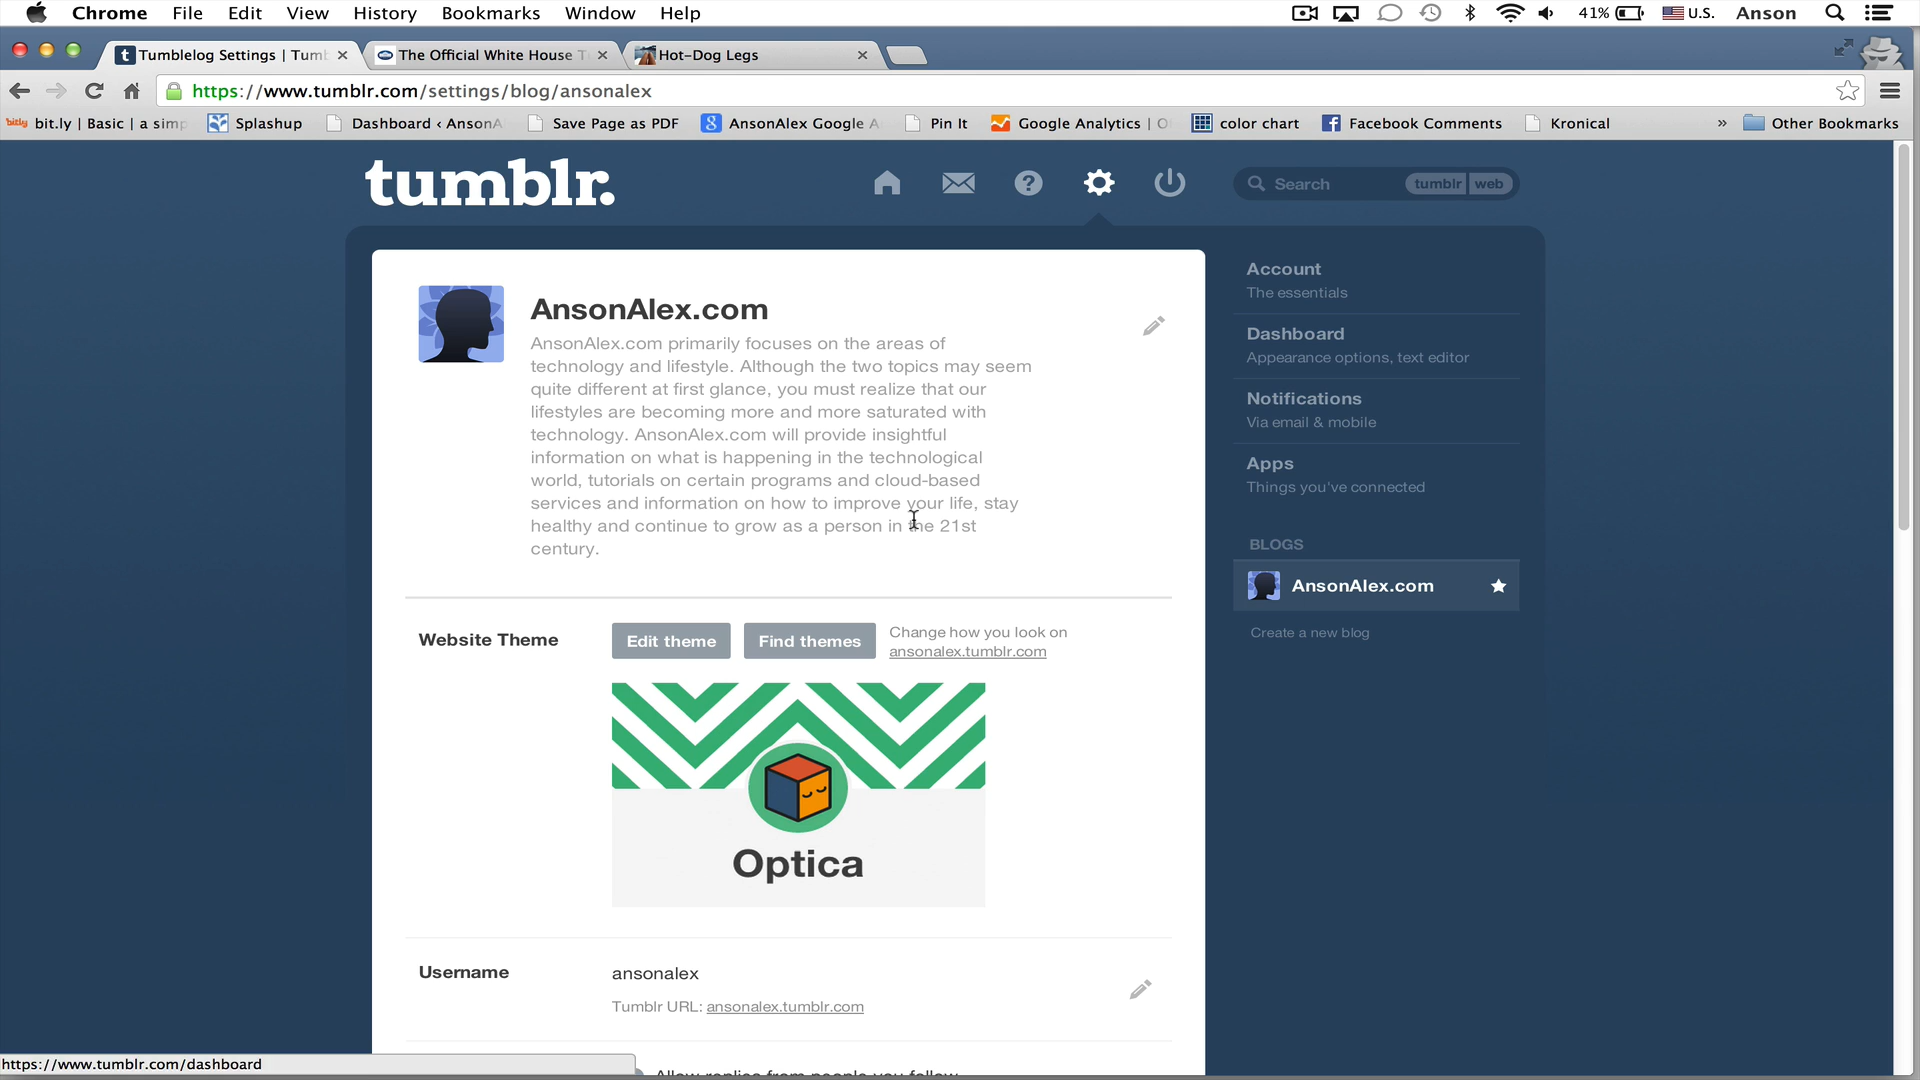 Chrome File Edit View History Bookmarks Window Help 41% U.S. Anson
Tumblelog Settings | Tumb The Official White House T Hot-Dog Legs
https://www.tumblr.com/settings/blog/ansonalex
bitly bit.ly | Basic | a simp Splashup Dashboard ‹ AnsonA Save Page as PDF AnsonAlex Google A Pin It Google Analytics | O color chart Facebook Comments Kronical » Other Bookmarks
tumblr. Search tumblr web
AnsonAlex.com
AnsonAlex.com primarily focuses on the areas of
technology and lifestyle. Although the two topics may seem
quite different at first glance, you must realize that our
lifestyles are becoming more and more saturated with
technology. AnsonAlex.com will provide insightful
information on what is happening in the technological
world, tutorials on certain programs and cloud-based
services and information on how to improve your life, stay
healthy and continue to grow as a person in the 21st
century.
Website Theme
Edit theme
Find themes
Change how you look on
ansonalex.tumblr.com
Optica
Username
ansonalex
Tumblr URL: ansonalex.tumblr.com
Allow replies from people you follow
Account
The essentials
Dashboard
Appearance options, text editor
Notifications
Via email & mobile
Apps
Things you've connected
BLOGS
AnsonAlex.com
Create a new blog
https://www.tumblr.com/dashboard